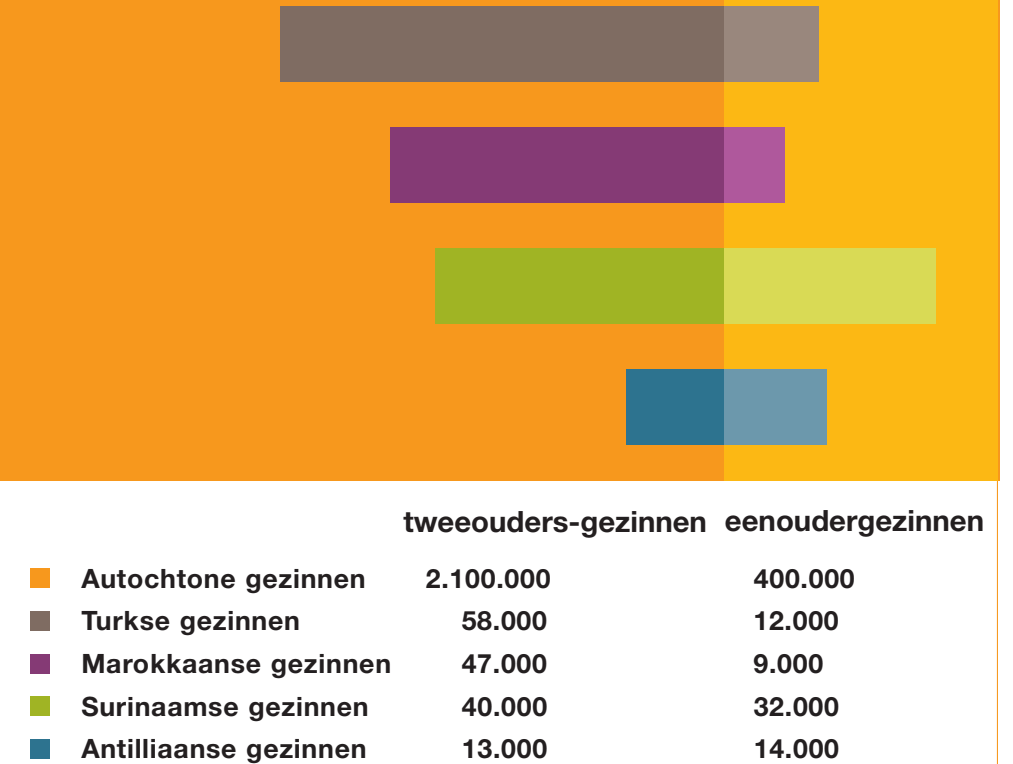 tweeouders-gezinnen eenoudergezinnen
Autochtone gezinnen 2.100.000 400.000
Turkse gezinnen 58.000 12.000
Marokkaanse gezinnen 47.000 9.000
Surinaamse gezinnen 40.000 32.000
Antilliaanse gezinnen 13.000 14.000